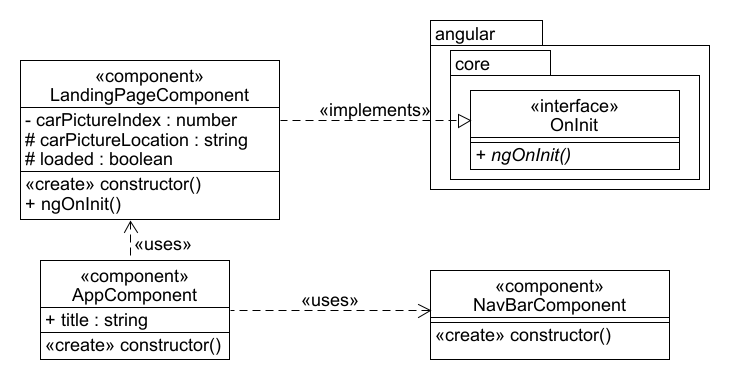 angular
core
«component»
LandingPageComponent
- carPictureIndex : number
# carPictureLocation : string
# loaded : boolean
«create» constructor()
+ ngOnInit()
«implements»
«interface»
OnInit
+ ngOnInit()
«uses»
«component»
AppComponent
+ title : string
«create» constructor()
«uses»
«component»
NavBarComponent
«create» constructor()